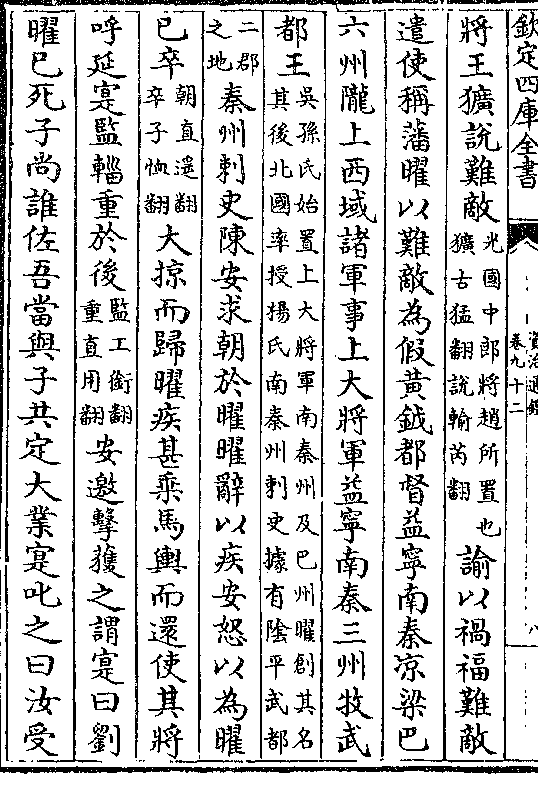 欽定四庫全書
資治通鑑
卷九十二
八
將王獷說難敵光國中郎將趙所置也獷古猛翻說輸芮翻諭以禍福難敵
遣使稱藩曜以難敵為假黃鉞都督益寧南秦凉梁巴
六州隴上西域諸軍事上大將軍益寧南秦三州牧武
都王吳孫氏始置上大將軍南秦州及巴州曜創其名其後北國率授楊氏南秦州刺史據有隂平武都
二郡之地秦州刺史陳安求朝於曜曜辭以疾安怒以為曜
已卒朝直遥翻卒子恤翻大掠而歸曜疾甚乘馬輿而還使其將
呼延寔監輜重於後監工銜翻重直用翻安邀擊獲之謂寔曰劉
曜已死子尚誰佐吾當與子共定大業寔叱之曰汝受